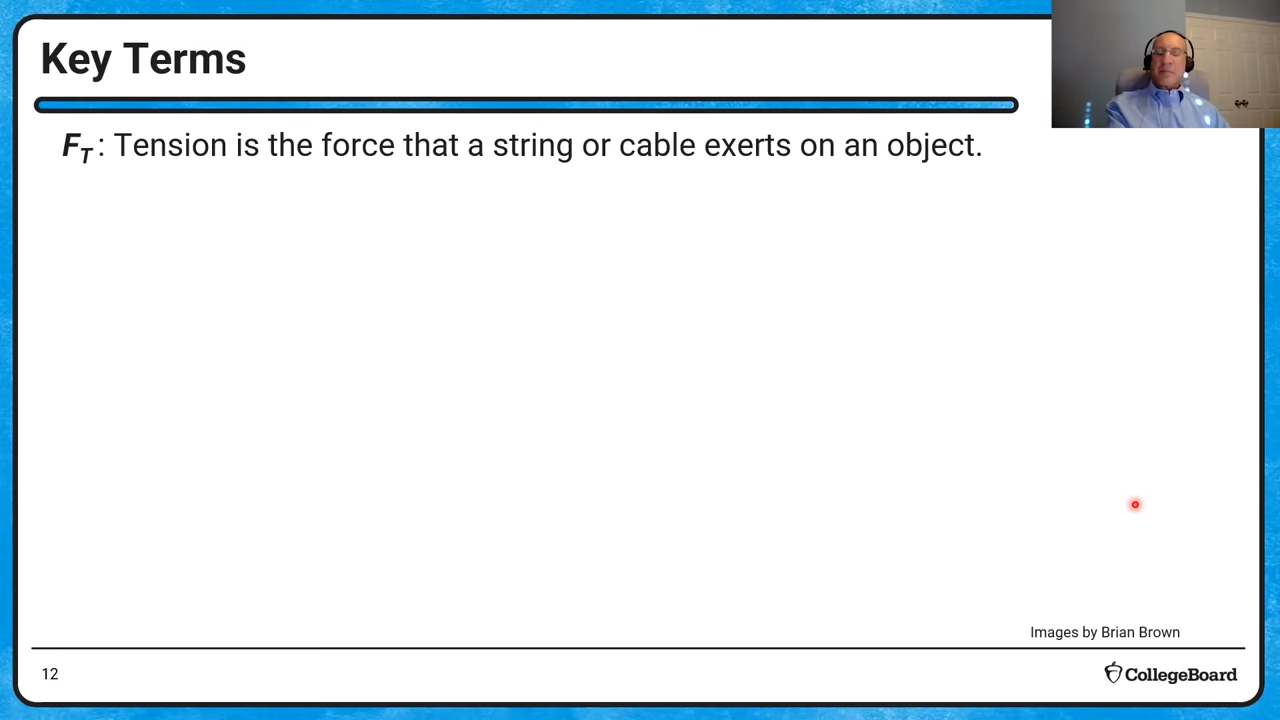 Key Terms
F_T : Tension is the force that a string or cable exerts on an object.
Images by Brian Brown
12
CollegeBoard